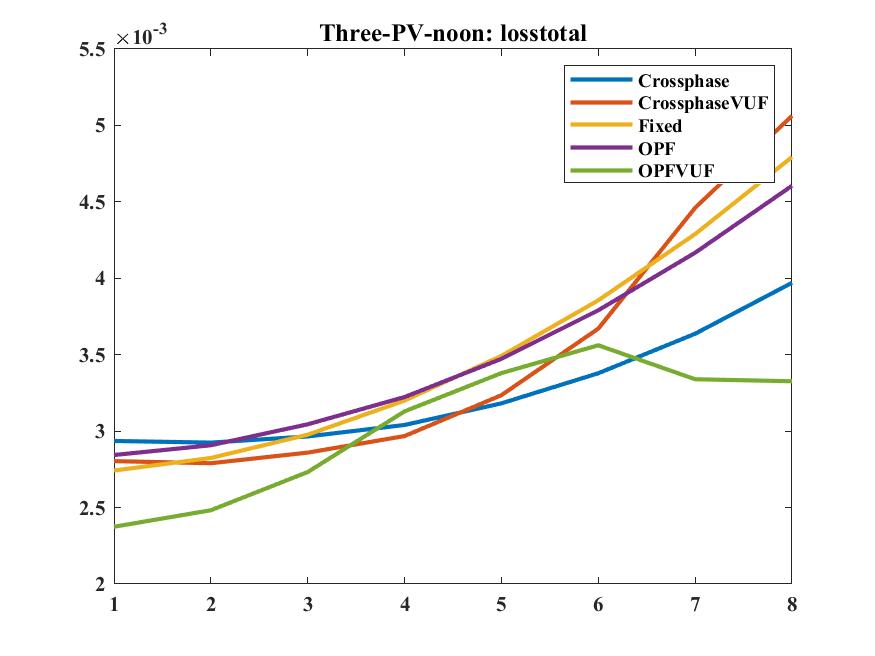 Three-PV-noon: losstotal
×10-3
5.5
5
4.5
4
3.5
3
2.5
2
Crossphase
CrossphaseVUF
Fixed
OPF
OPFVUF
1 2 3 4 5 6 7 8